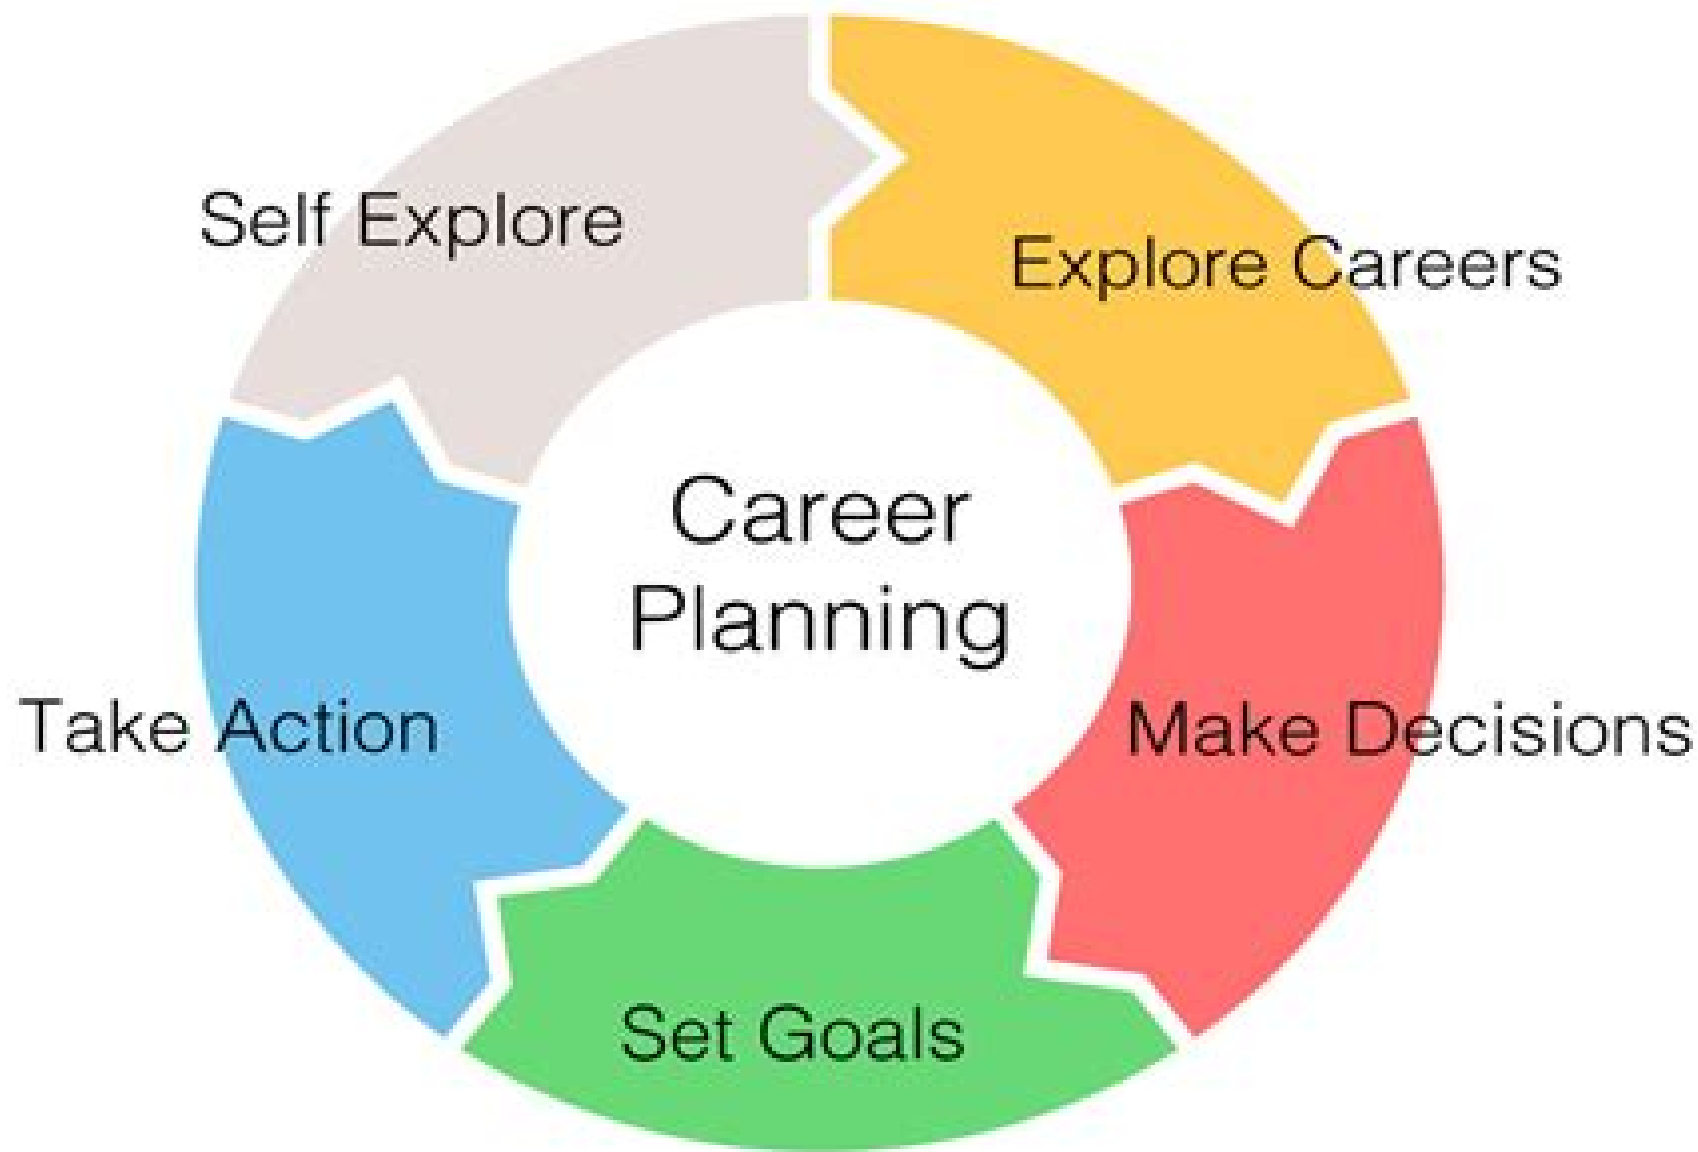 Self Explore
Explore Careers
Career
Planning
Take Action
Make Decisions
Set Goals